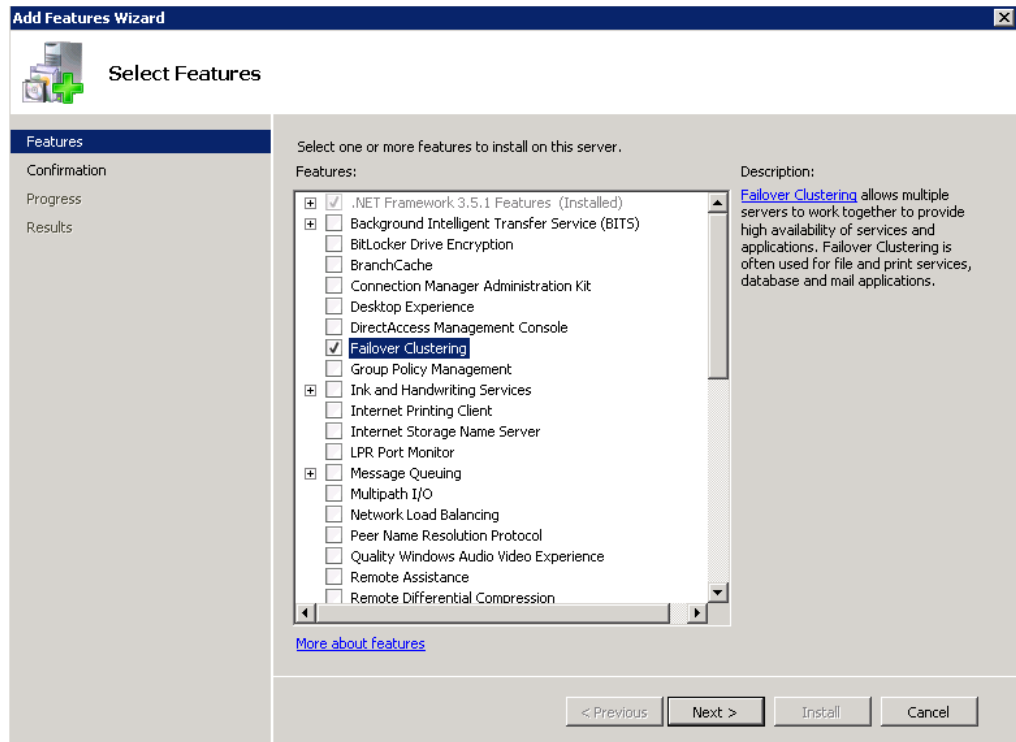 Add Features Wizard
Select Features
Features
Confirmation
Progress
Results
Select one or more features to install on this server.
Features:
.NET Framework 3.5.1 Features (Installed)
Background Intelligent Transfer Service (BITS)
BitLocker Drive Encryption
BranchCache
Connection Manager Administration Kit
Desktop Experience
DirectAccess Management Console
Failover Clustering
Group Policy Management
Ink and Handwriting Services
Internet Printing Client
Internet Storage Name Server
LPR Port Monitor
Message Queuing
Multipath I/O
Network Load Balancing
Peer Name Resolution Protocol
Quality Windows Audio Video Experience
Remote Assistance
Remote Differential Compression
More about features
Description:
Failover Clustering allows multiple
servers to work together to provide
high availability of services and
applications. Failover Clustering is
often used for file and print services,
database and mail applications.
< Previous
Next >
Install
Cancel